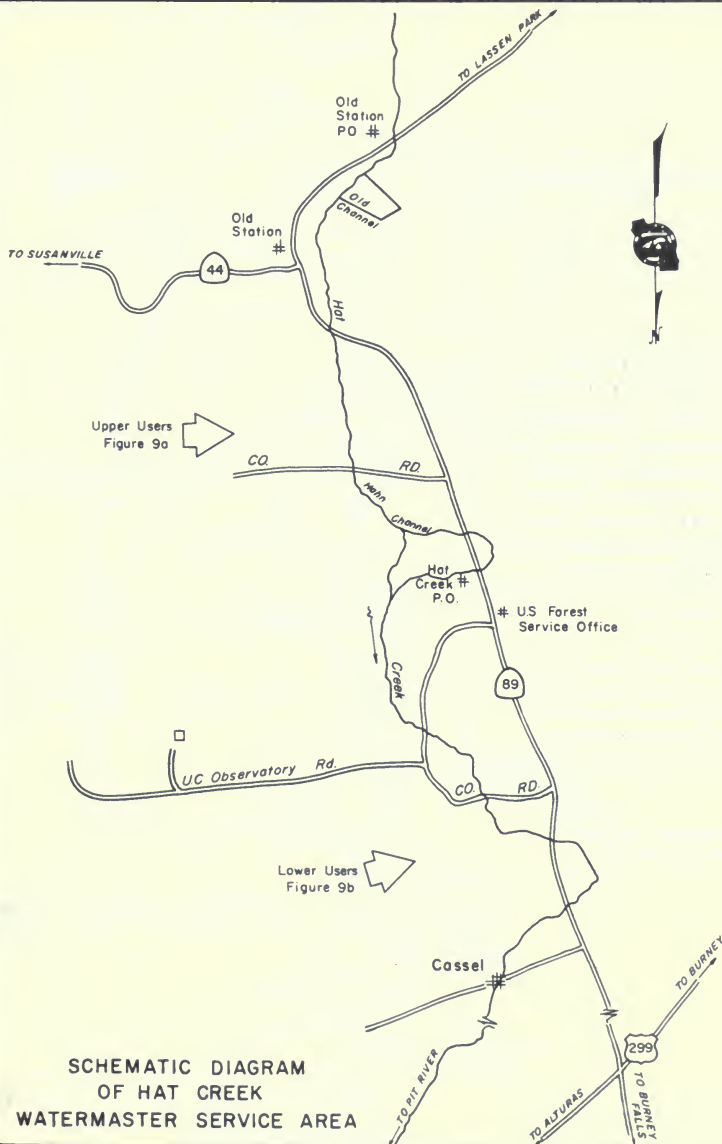 TO LASSEN PARK
Old
Station
PO
Old
Channel
Old
Station
TO SUSANVILLE
44
Hat
N
Upper Users
Figure 9a
CO. RD.
Hahn
Channel
Hat
Creek
P.O.
U.S Forest
Service Office
Creek
89
UC Observatory Rd.
CO. RD.
Lower Users
Figure 9b
Cassel
TO BURNEY
299
TO PIT RIVER
TO ALTURAS
TO BURNEY
FALLS
SCHEMATIC DIAGRAM
OF HAT CREEK
WATERMASTER SERVICE AREA